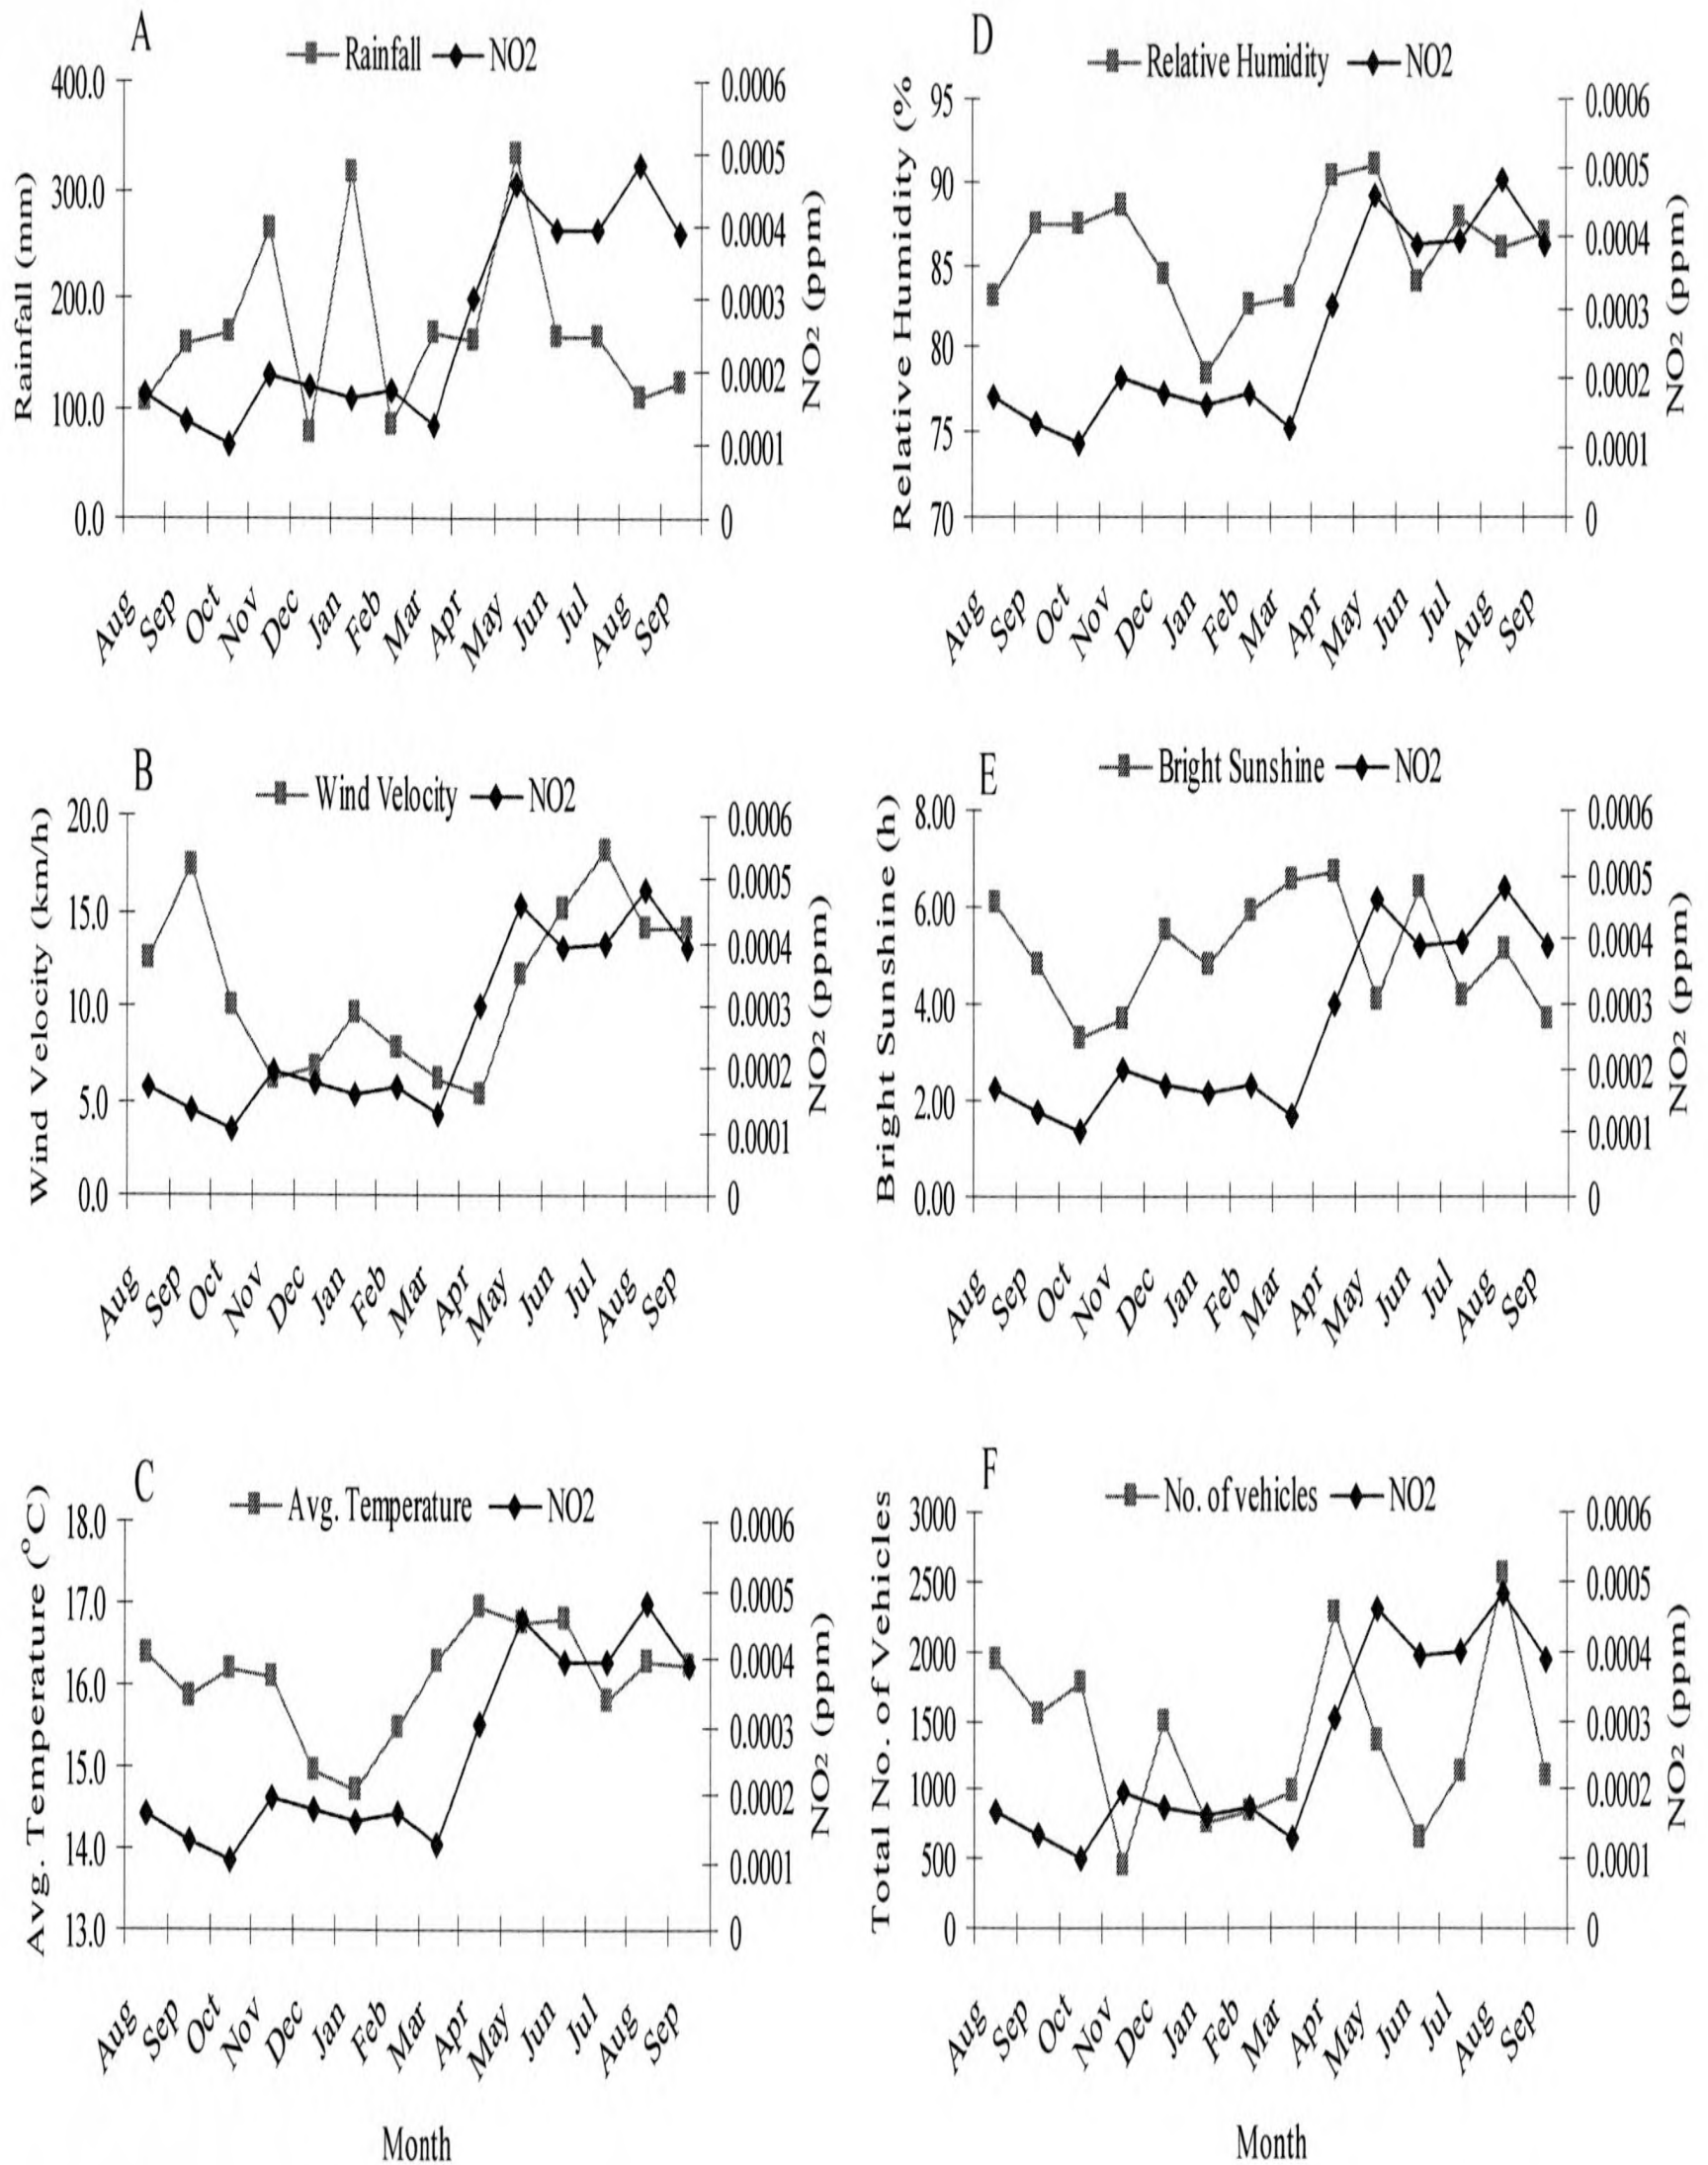 A
Rainfall NO2
400.0
300.0
200.0
100.0
0.0
Rainfall (mm)
0.0006
0.0005
0.0004
0.0003
0.0002
0.0001
0
NO2 (ppm)
Aug Sep Oct Nov Dec Jan Feb Mar Apr May Jun Jul Aug Sep
D
Relative Humidity NO2
95
90
85
80
75
70
Relative Humidity (%
0.0006
0.0005
0.0004
0.0003
0.0002
0.0001
0
NO2 (ppm)
Aug Sep Oct Nov Dec Jan Feb Mar Apr May Jun Jul Aug Sep
B
Wind Velocity NO2
20.0
15.0
10.0
5.0
0.0
Wind Velocity (km/h)
0.0006
0.0005
0.0004
0.0003
0.0002
0.0001
0
NO2 (ppm)
Aug Sep Oct Nov Dec Jan Feb Mar Apr May Jun Jul Aug Sep
E
Bright Sunshine NO2
8.00
6.00
4.00
2.00
0.00
Bright Sunshine (h)
0.0006
0.0005
0.0004
0.0003
0.0002
0.0001
0
NO2 (ppm)
Aug Sep Oct Nov Dec Jan Feb Mar Apr May Jun Jul Aug Sep
C
Avg. Temperature NO2
18.0
17.0
16.0
15.0
14.0
13.0
Avg. Temperature (°C)
0.0006
0.0005
0.0004
0.0003
0.0002
0.0001
0
NO2 (ppm)
Aug Sep Oct Nov Dec Jan Feb Mar Apr May Jun Jul Aug Sep
Month
F
No. of vehicles NO2
3000
2500
2000
1500
1000
500
0
Total No. of Vehicles
0.0006
0.0005
0.0004
0.0003
0.0002
0.0001
0
NO2 (ppm)
Aug Sep Oct Nov Dec Jan Feb Mar Apr May Jun Jul Aug Sep
Month